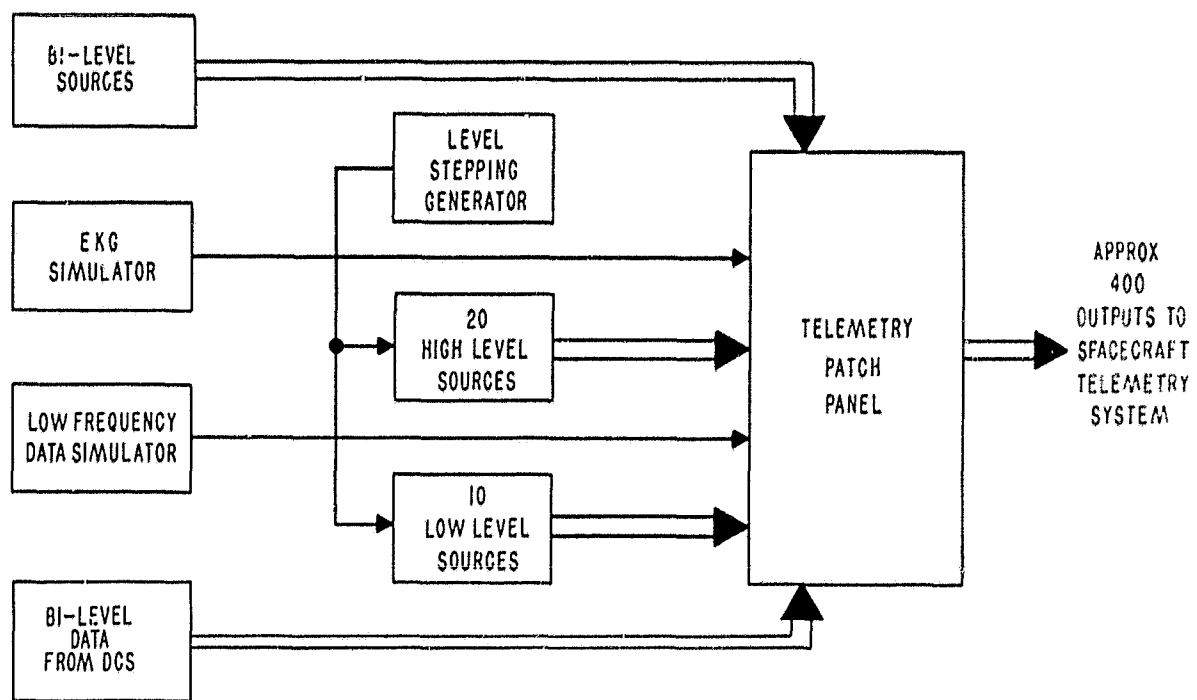 BI-LEVEL
SOURCES
LEVEL
STEPPING
GENERATOR
EKG
SIMULATOR
20
HIGH LEVEL
SOURCES
TELEMETRY
PATCH
PANEL
APPROX
400
OUTPUTS TO
SPACECRAFT
TELEMETRY
SYSTEM
LOW FREQUENCY
DATA SIMULATOR
10
LOW LEVEL
SOURCES
BI-LEVEL
DATA
FROM DCS